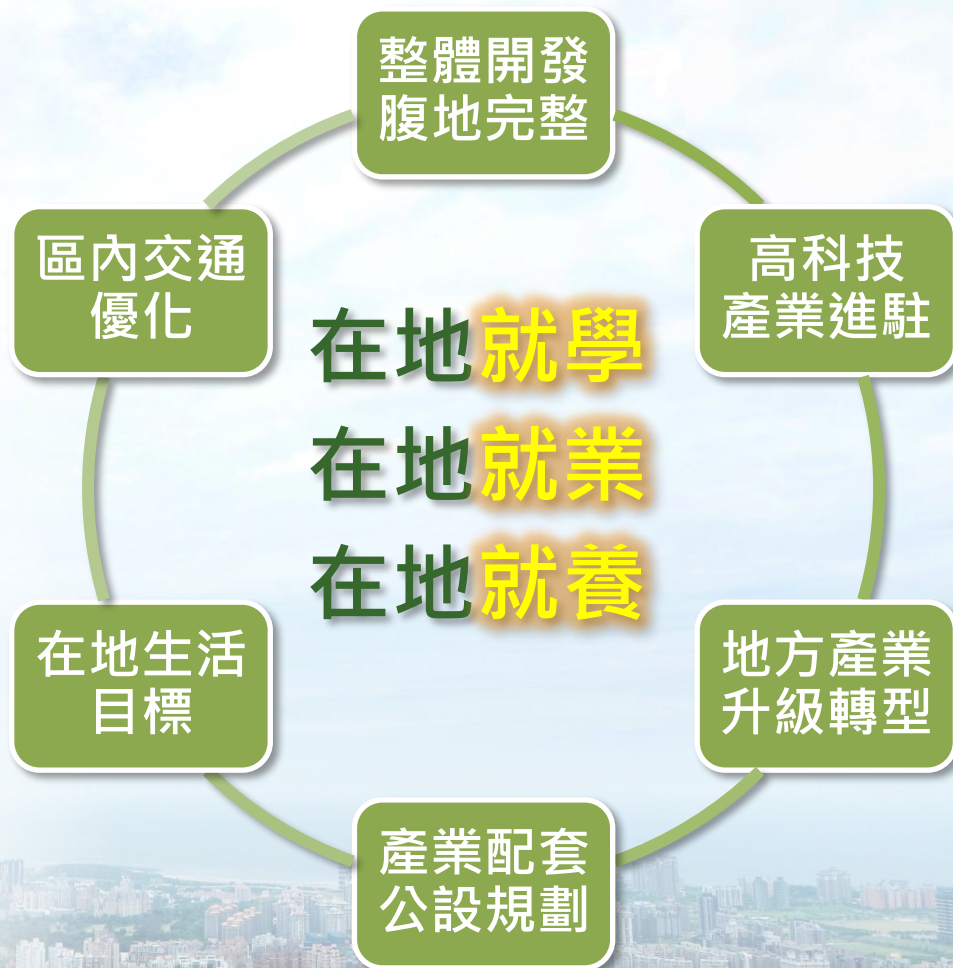 整體開發
腹地完整
高科技
產業進駐
地方產業
升級轉型
產業配套
公設規劃
在地生活
目標
區內交通
優化
在地就學
在地就業
在地就養